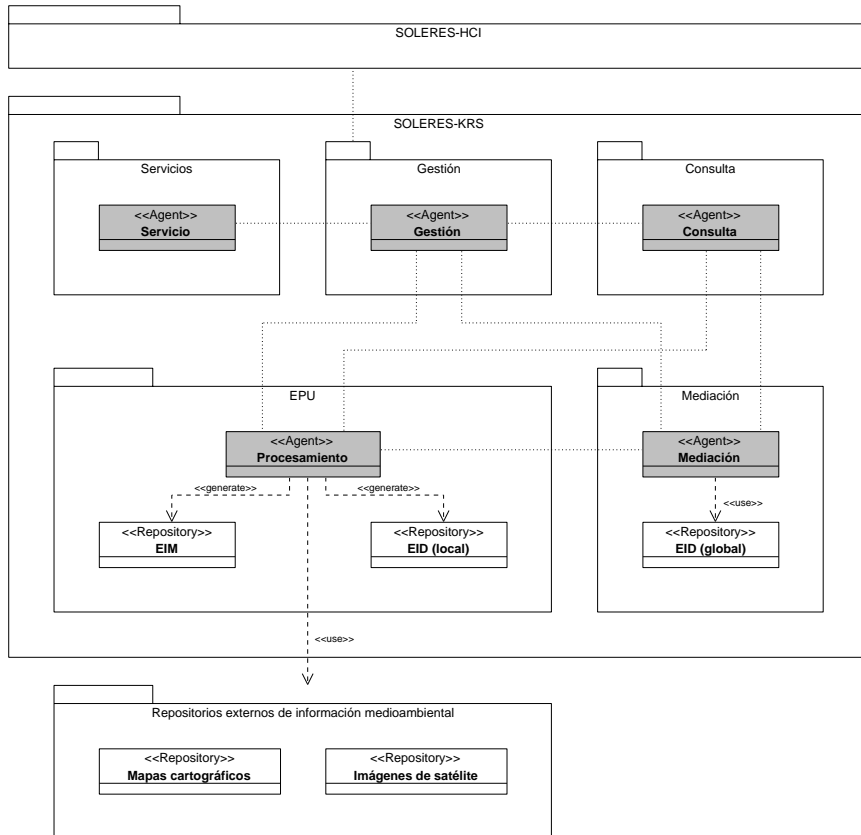 SOLERES-HCI
SOLERES-KRS
Servicios
Gestión
Consulta
<<Agent>>
Servicio
<<Agent>>
Gestión
<<Agent>>
Consulta
EPU
Mediación
<<Agent>>
Procesamiento
<<Agent>>
Mediación
<<generate>>
<<generate>>
<<use>>
<<Repository>>
EIM
<<Repository>>
EID (local)
<<Repository>>
EID (global)
<<use>>
Repositorios externos de información medioambiental
<<Repository>>
Mapas cartográficos
<<Repository>>
Imágenes de satélite